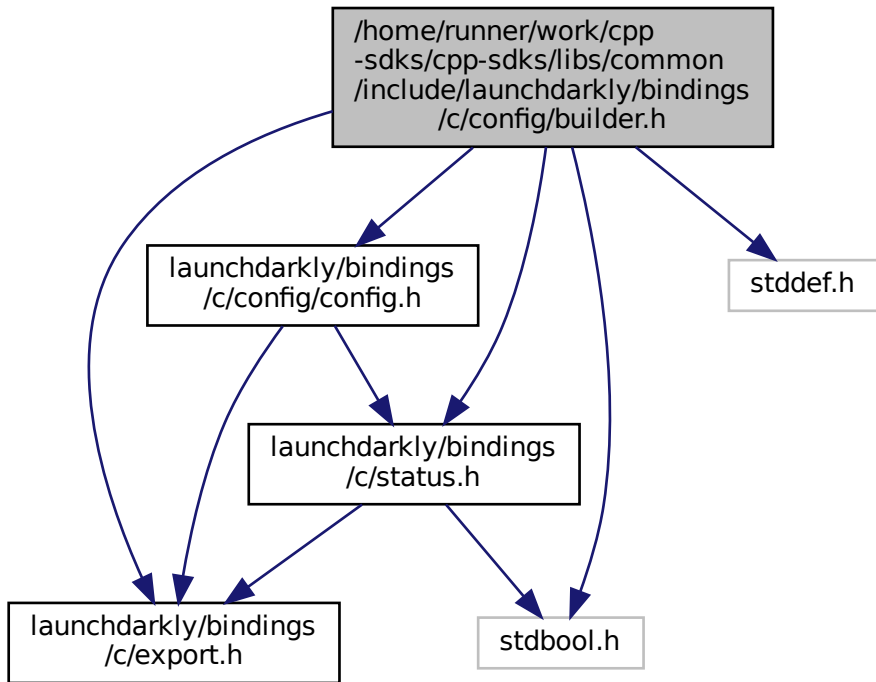 /home/runner/work/cpp
-sdks/cpp-sdks/libs/common
/include/launchdarkly/bindings
/c/config/builder.h
launchdarkly/bindings
/c/config/config.h
stddef.h
launchdarkly/bindings
/c/status.h
launchdarkly/bindings
/c/export.h
stdbool.h